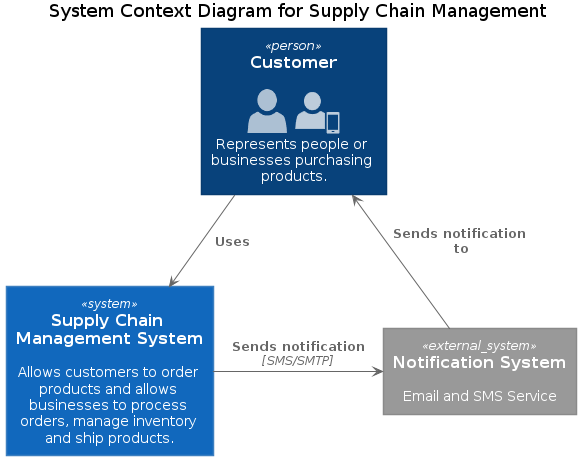 System Context Diagram for Supply Chain Management
«person»
Customer
Represents people or
businesses purchasing
products.
Uses
Sends notification
to
«system»
Supply Chain
Management System
Allows customers to order
products and allows
businesses to process
orders, manage inventory
and ship products.
Sends notification
[SMS/SMTP]
«external_system»
Notification System
Email and SMS Service